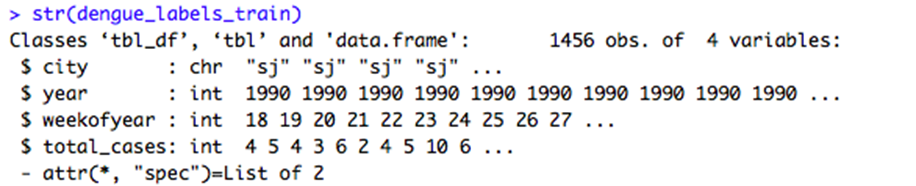 > str(dengue_labels_train)
Classes ‘tbl_df’, ‘tbl’ and 'data.frame':       1456 obs. of  4 variables:
 $ city       : chr  "sj" "sj" "sj" "sj" ...
 $ year       : int  1990 1990 1990 1990 1990 1990 1990 1990 1990 1990 ...
 $ weekofyear : int  18 19 20 21 22 23 24 25 26 27 ...
 $ total_cases: int  4 5 4 3 6 2 4 5 10 6 ...
 - attr(*, "spec")=List of 2